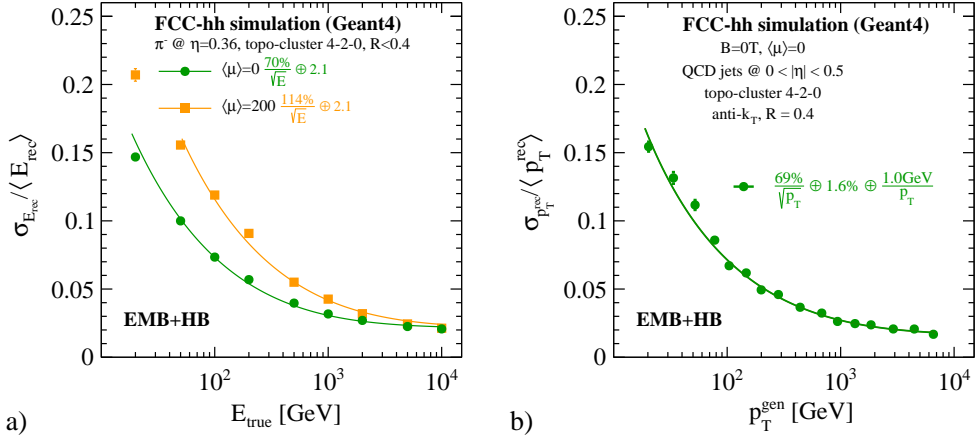 FCC-hh simulation (Geant4)
π⁻ @ η=0.36, topo-cluster 4-2-0, R<0.4
⟨μ⟩=0 70%/√E ⊕ 2.1
⟨μ⟩=200 114%/√E ⊕ 2.1
σ_{E_rec}/⟨E_rec⟩
0.25
0.2
0.15
0.1
0.05
0
EMB+HB
10² 10³ 10⁴
E_true [GeV]
a)
FCC-hh simulation (Geant4)
B=0T, ⟨μ⟩=0
QCD jets @ 0 < |η| < 0.5
topo-cluster 4-2-0
anti-k_T, R = 0.4
69%/√p_T ⊕ 1.6% ⊕ 1.0GeV/p_T
σ_{p_T^rec}/⟨p_T^rec⟩
0.25
0.2
0.15
0.1
0.05
0
EMB+HB
10² 10³ 10⁴
p_T^gen [GeV]
b)